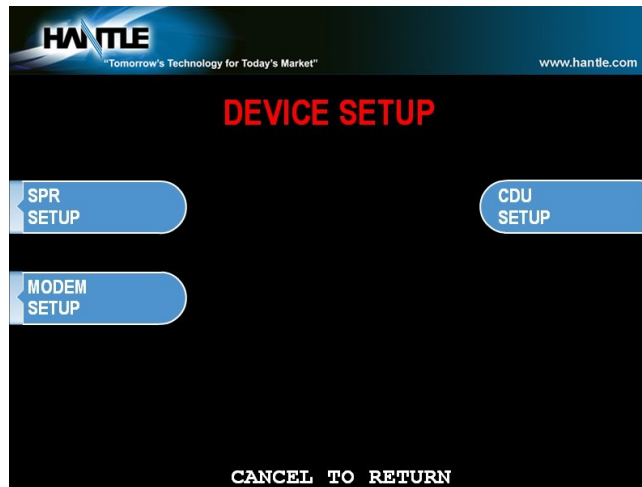 HANTLE
"Tomorrow's Technology for Today's Market"
www.hantle.com
DEVICE SETUP
SPR
SETUP
CDU
SETUP
MODEM
SETUP
CANCEL TO RETURN